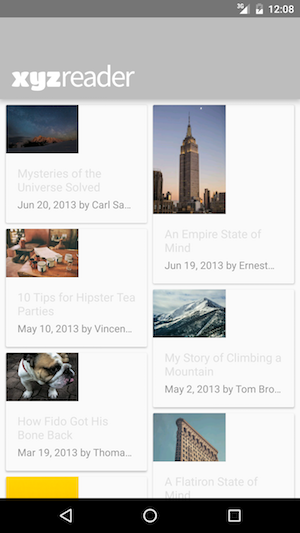 3G
12:08
xyzreader
Mysteries of the
Universe Solved
Jun 20, 2013 by Carl Sa...
An Empire State of
Mind
Jun 19, 2013 by Ernest...
10 Tips for Hipster Tea
Parties
May 10, 2013 by Vincen...
My Story of Climbing a
Mountain
May 2, 2013 by Tom Bro...
How Fido Got His
Bone Back
Mar 19, 2013 by Thoma...
A Flatiron State of
Mind